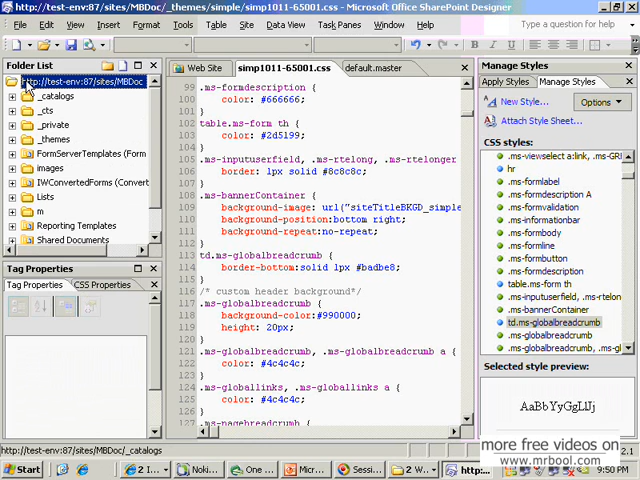 http://test-env:87/sites/MBDoc/_themes/simple/simp1011-65001.css - Microsoft Office SharePoint Designer
File Edit View Insert Format Tools Table Site Data View Task Panes Window Help
Type a question for help
Folder List
http://test-env:87/sites/MBDoc
_catalogs
_cts
_private
_themes
FormServerTemplates (Form
images
IWConvertedForms (Convert
Lists
m
Reporting Templates
Shared Documents
Tag Properties
Tag Properties CSS Properties
Web Site simp1011-65001.css default.master
99 .ms-formdescription {
100 color: #666666;
101 }
102 table.ms-form th {
103 color: #2d5199;
104 }
105 .ms-inputuserfield, .ms-rtelong, .ms-rtelonger
106 border: 1px solid #8c8c8c;
107 }
108 .ms-bannerContainer {
109 background-image: url("siteTitleBKGD_simple
110 background-position:bottom right;
111 background-repeat:no-repeat;
112 }
113 td.ms-globalbreadcrumb {
114 border-bottom:solid 1px #badbe8;
115 }
116 /* custom header background*/
117 .ms-globalbreadcrumb {
118 background-color:#990000;
119 height: 20px;
120 }
121 .ms-globalbreadcrumb, .ms-globalbreadcrumb a {
122 color: #4c4c4c;
123 }
124 .ms-globallinks, .ms-globallinks a {
125 color: #4c4c4c;
126 }
127 .ms-pagebreadcrumb {
Manage Styles
Apply Styles Manage Styles
New Style...
Options
Attach Style Sheet...
CSS styles:
.ms-viewselect a:link, .ms-GRF
hr
.ms-formlabel
.ms-formdescription A
.ms-formvalidation
.ms-informationbar
.ms-formbody
.ms-formline
.ms-formbutton
.ms-formdescription
table.ms-form th
.ms-inputuserfield, .ms-rtelon
.ms-bannerContainer
td.ms-globalbreadcrumb
.ms-globalbreadcrumb
.ms-globalbreadcrumb, .ms-g
Selected style preview:
AaBbYyGgLlJj
http://test-env:87/sites/MBDoc/_catalogs
2.1
more free videos on
www.mrbool.com
Start 2 I... Noki... One ... Micr... Sessi... 2 W... http:... 9:50 PM